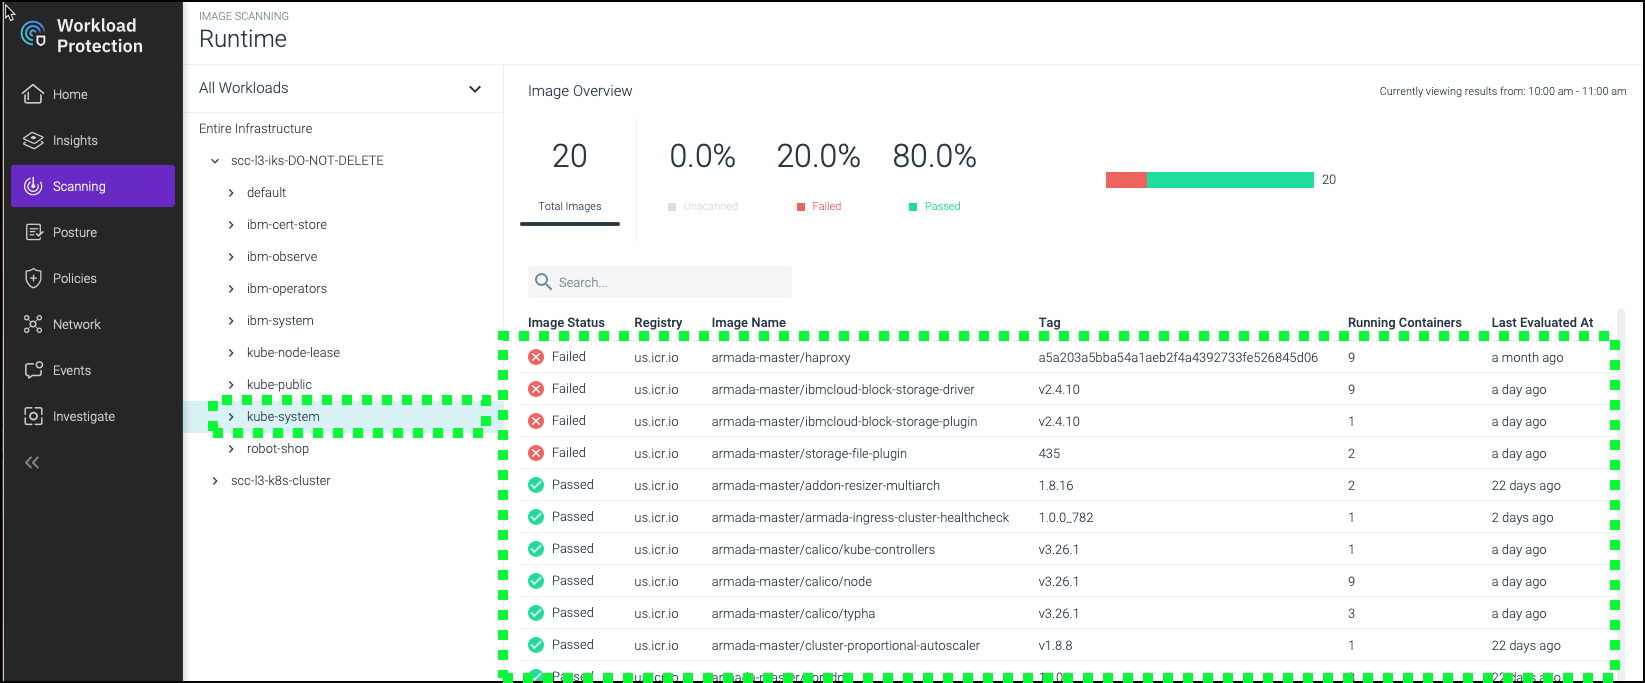 Workload
Protection
Home
Insights
Scanning
Posture
Policies
Network
Events
Investigate
IMAGE SCANNING
Runtime
All Workloads
Entire Infrastructure
scc-l3-iks-DO-NOT-DELETE
default
ibm-cert-store
ibm-observe
ibm-operators
ibm-system
kube-node-lease
kube-public
kube-system
robot-shop
scc-l3-k8s-cluster
Image Overview
Currently viewing results from: 10:00 am - 11:00 am
20 0.0% 20.0% 80.0%
Total Images Unscanned Failed Passed
20
Search...
Image Status Registry Image Name Tag Running Containers Last Evaluated At
Failed us.icr.io armada-master/haproxy a5a203a5bba54a1aeb2f4a4392733fe526845d06 9 a month ago
Failed us.icr.io armada-master/ibmcloud-block-storage-driver v2.4.10 9 a day ago
Failed us.icr.io armada-master/ibmcloud-block-storage-plugin v2.4.10 1 a day ago
Failed us.icr.io armada-master/storage-file-plugin 435 2 a day ago
Passed us.icr.io armada-master/addon-resizer-multiarch 1.8.16 2 22 days ago
Passed us.icr.io armada-master/armada-ingress-cluster-healthcheck 1.0.0_782 1 2 days ago
Passed us.icr.io armada-master/calico/kube-controllers v3.26.1 1 a day ago
Passed us.icr.io armada-master/calico/node v3.26.1 9 a day ago
Passed us.icr.io armada-master/calico/typha v3.26.1 3 a day ago
Passed us.icr.io armada-master/cluster-proportional-autoscaler v1.8.8 1 22 days ago
Passed us.icr.io 22 days ago